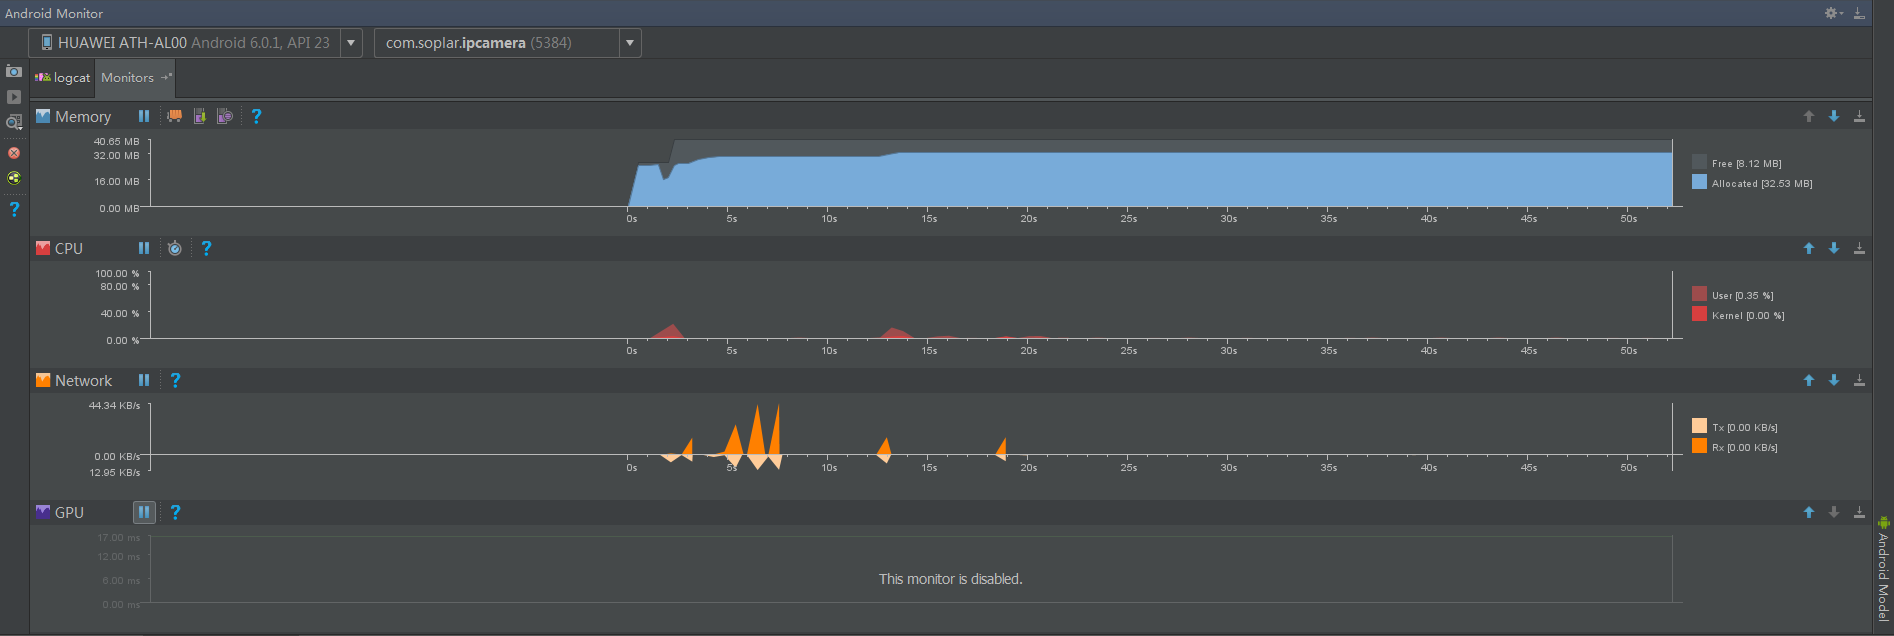 Android Monitor
HUAWEI ATH-AL00 Android 6.0.1, API 23
com.soplar.ipcamera (5384)
logcat
Monitors
Memory
?
40.65 MB
32.00 MB
16.00 MB
0.00 MB
0s 5s 10s 15s 20s 25s 30s 35s 40s 45s 50s
Free [8.12 MB]
Allocated [32.53 MB]
CPU
?
100.00 %
80.00 %
40.00 %
0.00 %
0s 5s 10s 15s 20s 25s 30s 35s 40s 45s 50s
User [0.35 %]
Kernel [0.00 %]
Network
?
44.34 KB/s
0.00 KB/s
12.95 KB/s
0s 5s 10s 15s 20s 25s 30s 35s 40s 45s 50s
Tx [0.00 KB/s]
Rx [0.00 KB/s]
GPU
?
17.00 ms
12.00 ms
6.00 ms
0.00 ms
This monitor is disabled.
?
Android Model